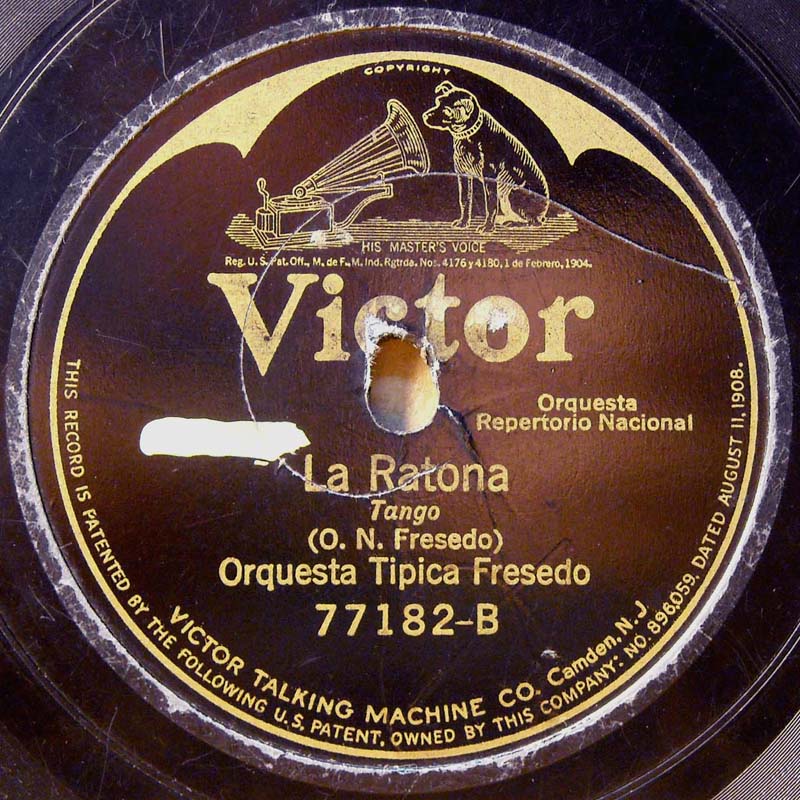 COPYRIGHT
HIS MASTER'S VOICE
Reg. U.S. Pat. Off., M. de F., M. Ind. Rgtrda. Nos. 4176 y 4180, 1 de Febrero, 1904.
Victor
Orquesta
Repertorio Nacional
La Ratona
Tango
(O. N. Fresedo)
Orquesta Tipica Fresedo
77182-B
VICTOR TALKING MACHINE CO. Camden, N. J.
THIS RECORD IS PATENTED BY THE FOLLOWING U.S. PATENT, OWNED BY THIS COMPANY: NO. 896,059, DATED AUGUST 11, 1908.